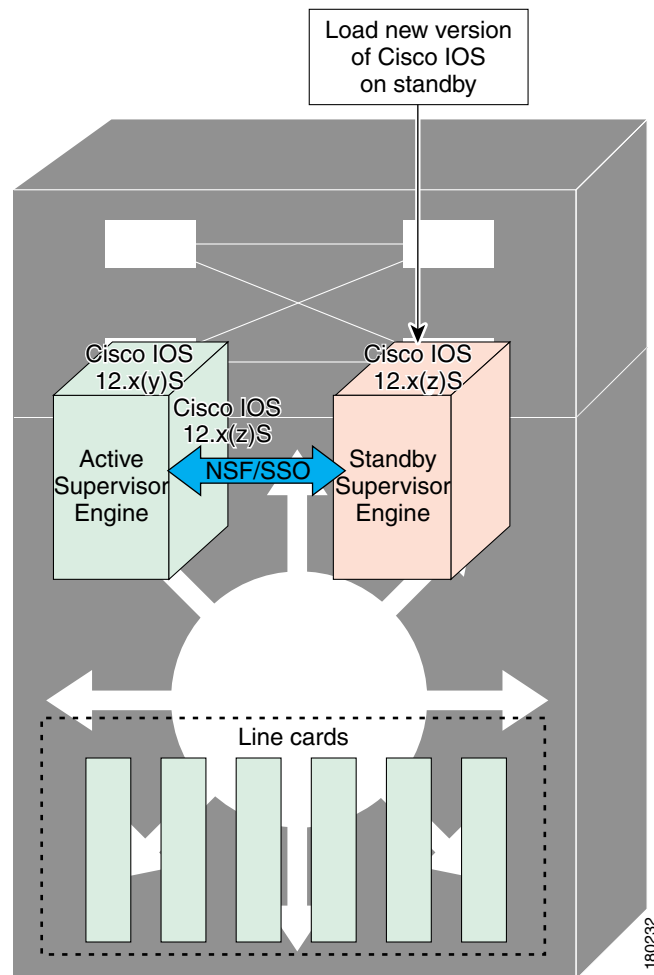 Load new version
of Cisco IOS
on standby
Cisco IOS
12.x(y)S
Cisco IOS
12.x(z)S
Cisco IOS
12.x(z)S
Active
Supervisor
Engine
NSF/SSO
Standby
Supervisor
Engine
Line cards
180232